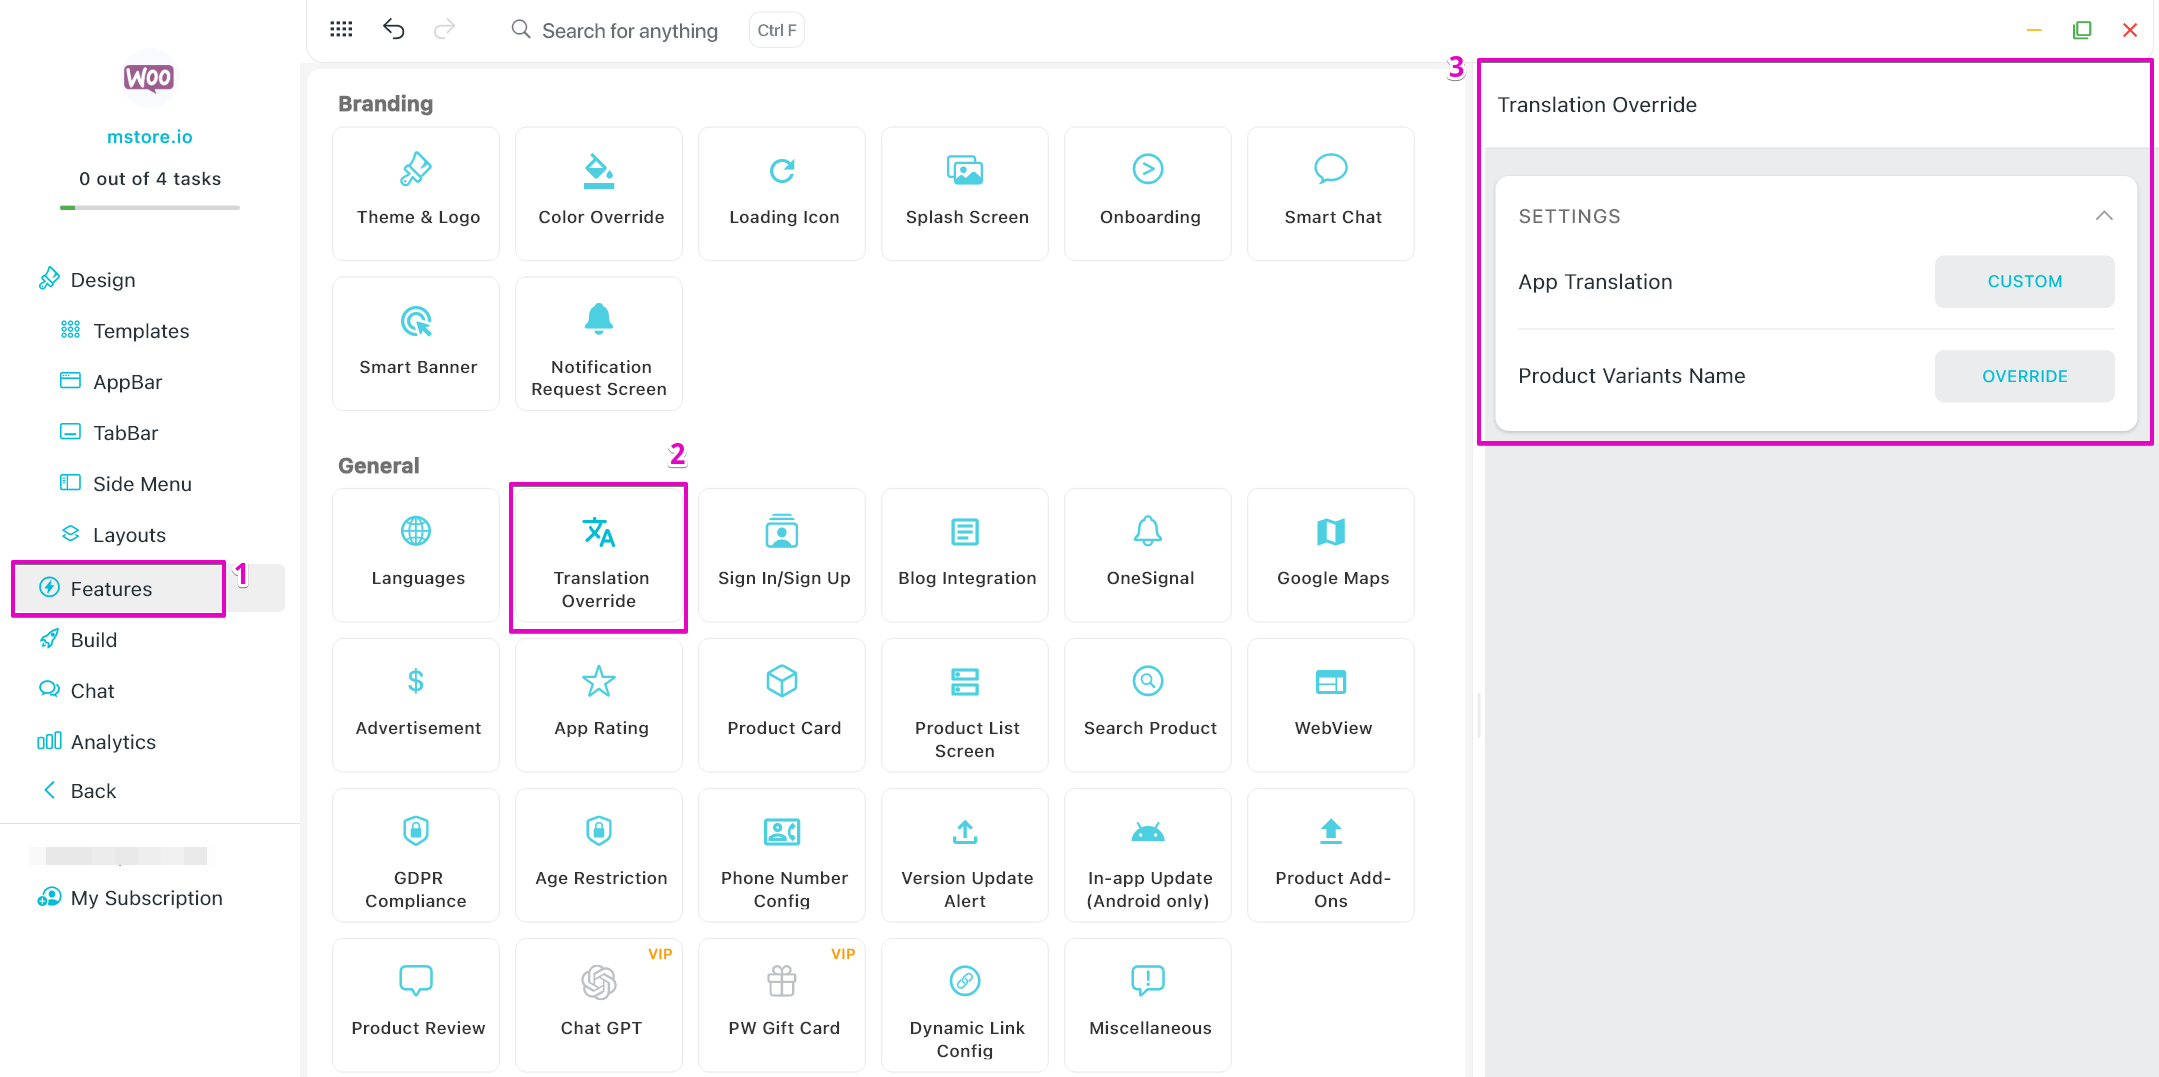 WOO
mstore.io
0 out of 4 tasks
Design
Templates
AppBar
TabBar
Side Menu
Layouts
Features
1
Build
Chat
Analytics
Back
My Subscription
Search for anything
Ctrl F
Branding
Theme & Logo
Color Override
Loading Icon
Splash Screen
Onboarding
Smart Chat
Smart Banner
Notification
Request Screen
General
2
Languages
Translation
Override
Sign In/Sign Up
Blog Integration
OneSignal
Google Maps
Advertisement
App Rating
Product Card
Product List
Screen
Search Product
WebView
GDPR
Compliance
Age Restriction
Phone Number
Config
Version Update
Alert
In-app Update
(Android only)
Product Add-
Ons
Product Review
VIP
Chat GPT
VIP
PW Gift Card
Dynamic Link
Config
Miscellaneous
3
Translation Override
SETTINGS
App Translation
CUSTOM
Product Variants Name
OVERRIDE